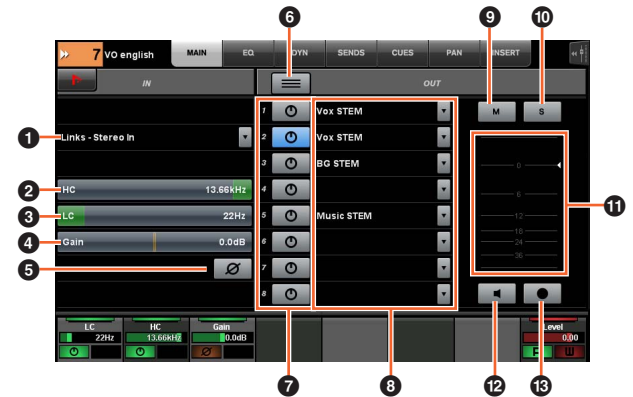 6 9 10
7 VO english MAIN EQ DYN SENDS CUES PAN INSERT
IN OUT
1 Vox STEM M S
1 Links - Stereo In 2 Vox STEM
3 BG STEM 0
2 HC 13.66kHz 4 6 11
3 LC 22Hz 5 Music STEM 12
18
4 Gain 0.0dB 6 24
36
5 Ø 7
8
LC HC Gain Level
22Hz 13.66kHz 0.0dB 0.00
7 8 12 13